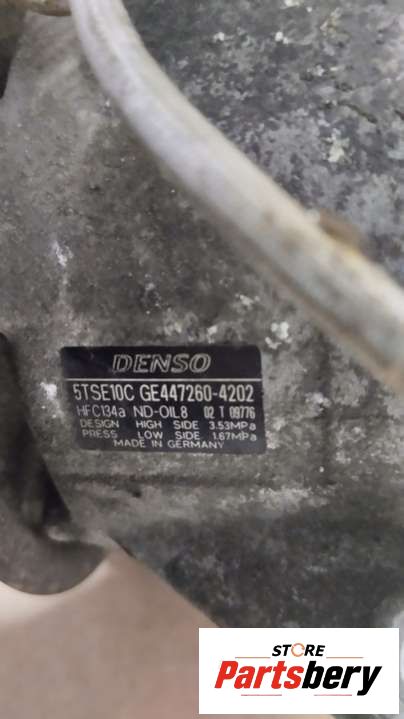 DENSO
5TSE10C GE447260-4202
HFC134a ND-OIL8 02 T 09776
DESIGN HIGH SIDE 3.53MPa
PRESS LOW SIDE 1.67MPa
MADE IN GERMANY
STORE
Partsbery